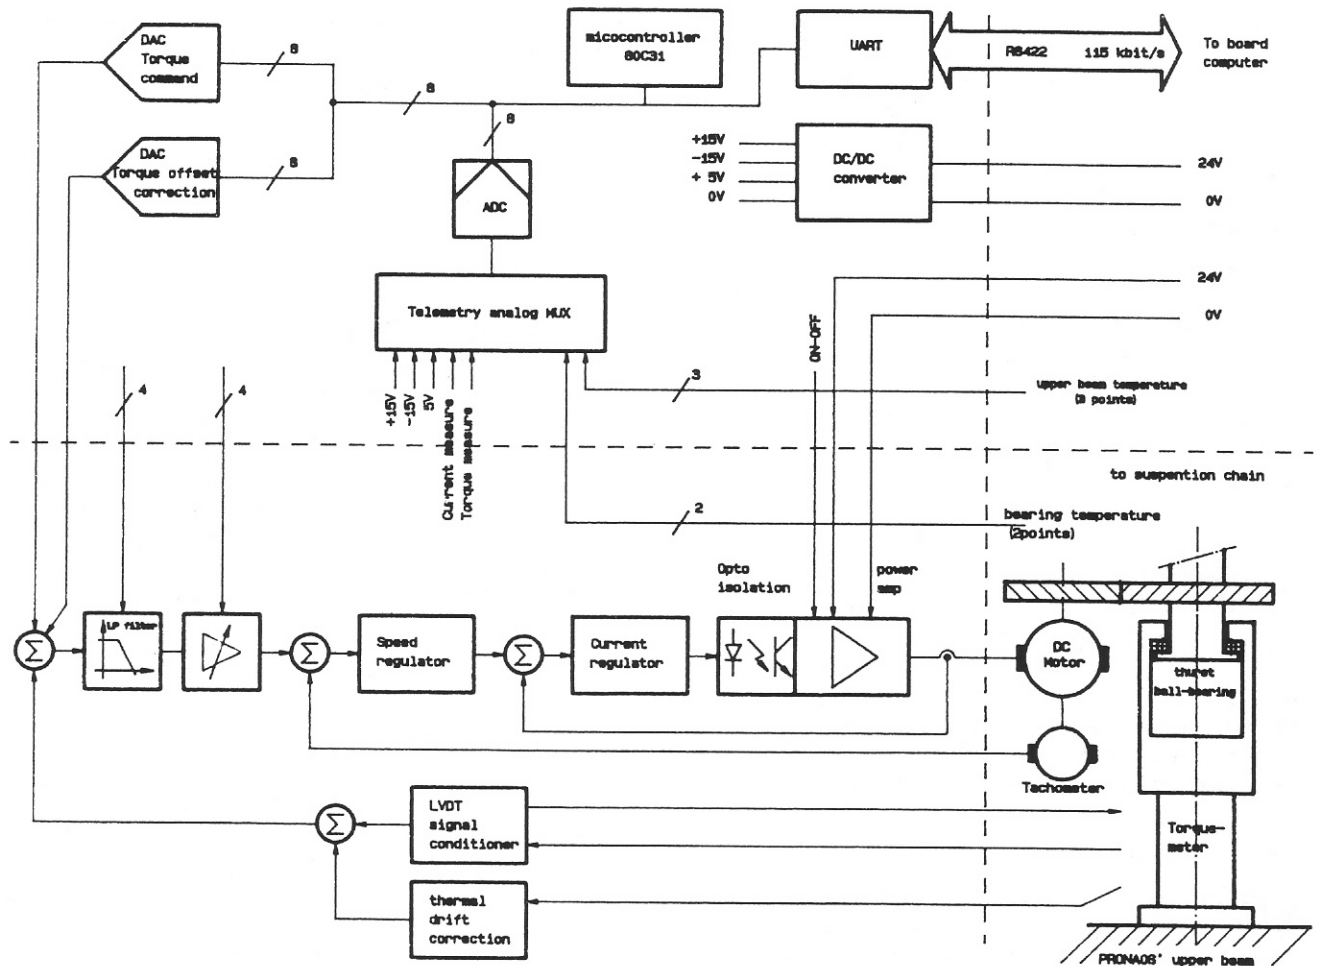 DAC
Torque
command
8
8
8
8
DAC
Torque offset
correction
micocontroller
80C31
UART
RS422 115 kbit/s
To board
computer
+15V
-15V
+ 5V
0V
DC/DC
converter
24V
0V
ADC
Telemetry analog MUX
24V
0V
ON-OFF
3
upper beam temperature
(3 points)
4
4
+15V
-15V
5V
Current measure
Torque measure
to suspention chain
2
bearing temperature
(2points)
Opto
isolation
power
amp
Σ
LP filter
Σ
Speed
regulator
Σ
Current
regulator
DC
Motor
thurst
ball-bearing
Tachometer
Σ
LVDT
signal
conditioner
Torque-
meter
thermal
drift
correction
PRONAOS' upper beam